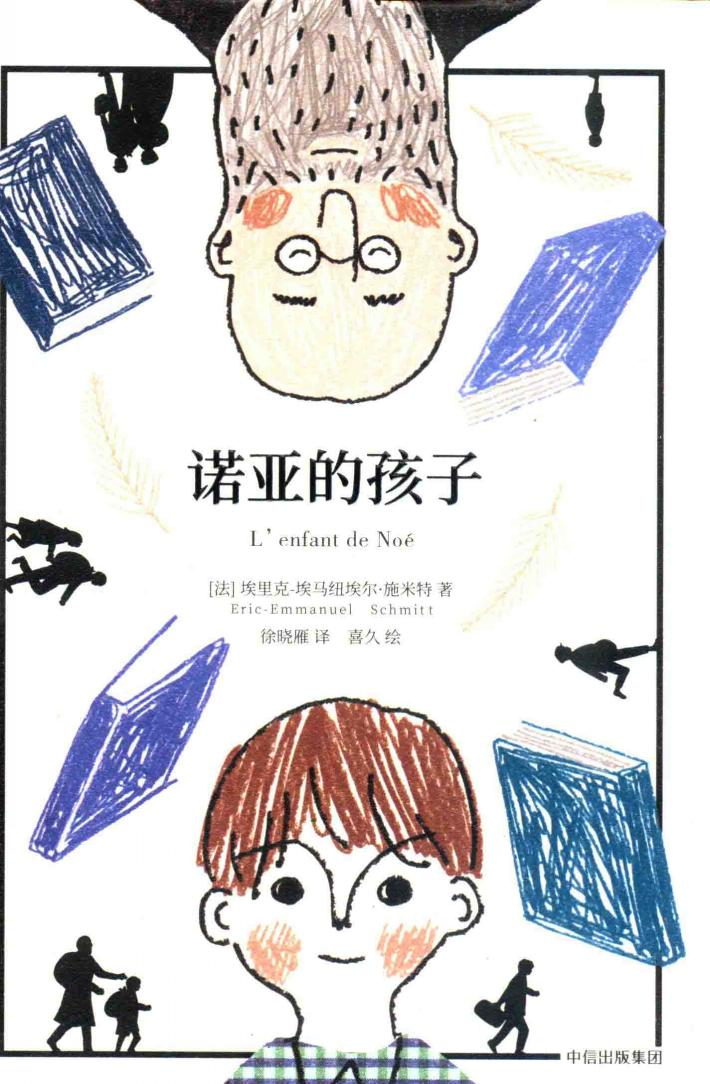 诺亚的孩子
L’enfant de Noé
[法] 埃里克-埃马纽埃尔·施米特 著
Eric-Emmanuel Schmitt
徐晓雁 译 喜久 绘
中信出版集团